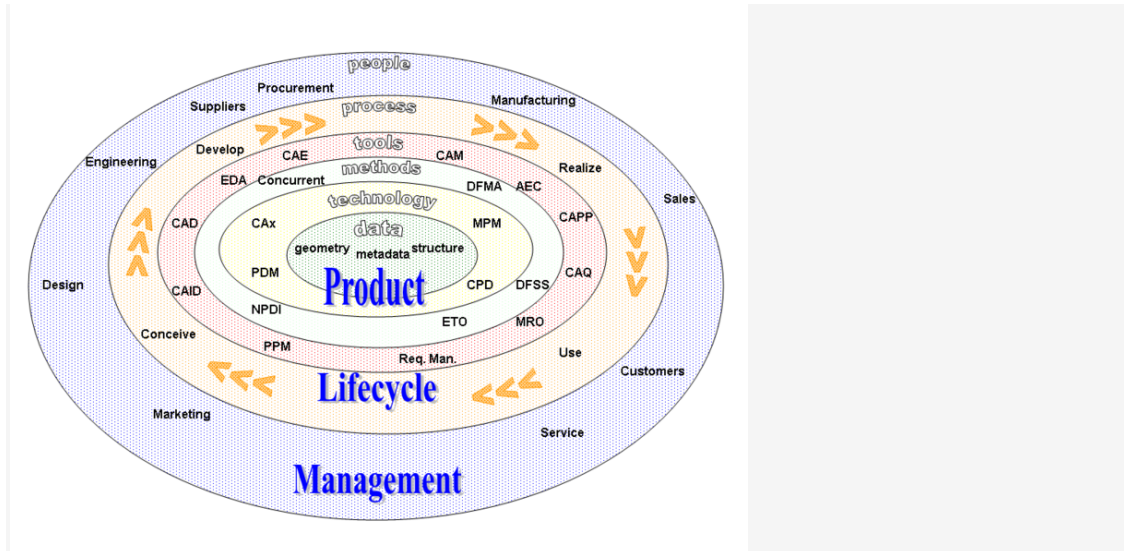 people
Procurement
Suppliers
Manufacturing
process
Engineering
Develop
tools
CAE
CAM
Realize
methods
EDA
Concurrent
DFMA
AEC
Sales
technology
CAD
CAx
MPM
CAPP
data
geometry
metadata
structure
PDM
CPD
DFSS
CAQ
Design
CAID
Product
NPDI
ETO
MRO
Conceive
PPM
Req. Man.
Use
Customers
Lifecycle
Marketing
Service
Management